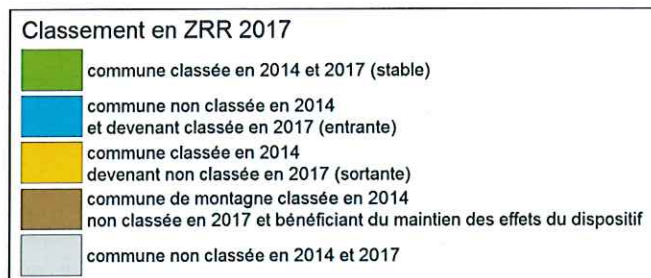 Classement en ZRR 2017
commune classée en 2014 et 2017 (stable)
commune non classée en 2014
et devenant classée en 2017 (entrante)
commune classée en 2014
devenant non classée en 2017 (sortante)
commune de montagne classée en 2014
non classée en 2017 et bénéficiant du maintien des effets du dispositif
commune non classée en 2014 et 2017